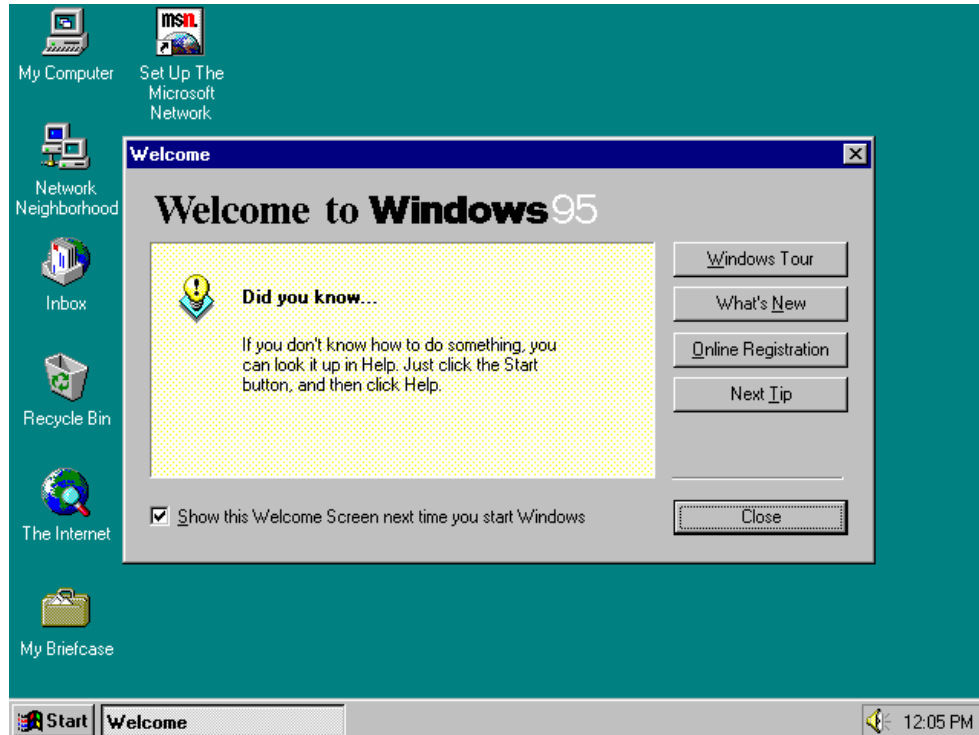 msn.
My Computer
Set Up The
Microsoft
Network
Network
Neighborhood
Inbox
Recycle Bin
The Internet
My Briefcase
Welcome
Welcome to Windows 95
Did you know...
If you don't know how to do something, you
can look it up in Help. Just click the Start
button, and then click Help.
Windows Tour
What's New
Online Registration
Next Tip
Show this Welcome Screen next time you start Windows
Close
Start
Welcome
12:05 PM